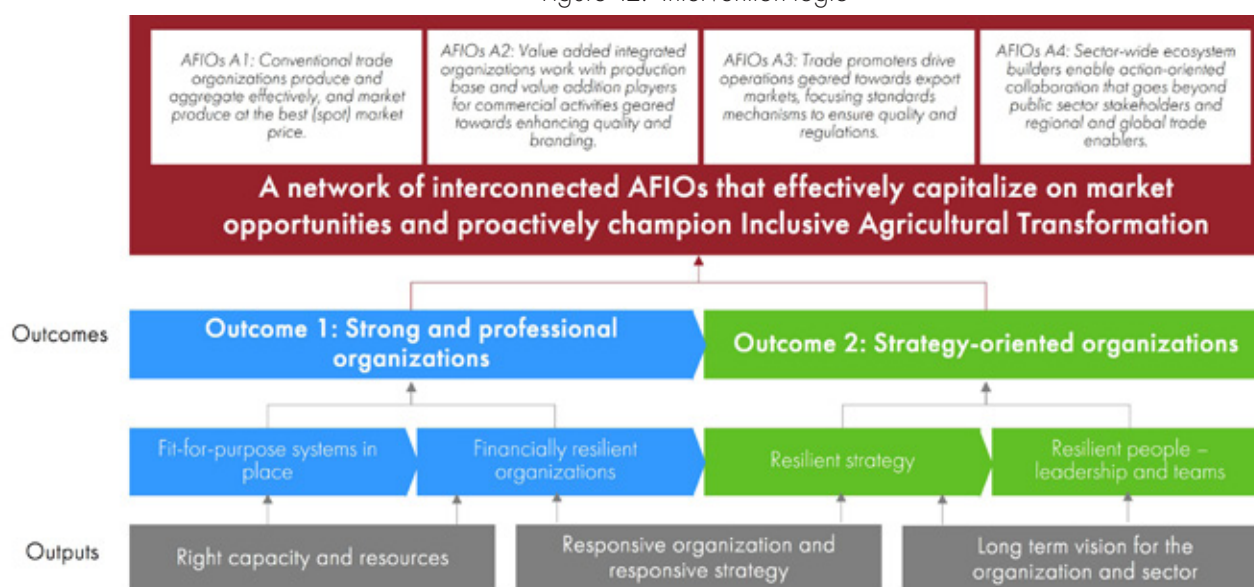 Figure 12: Intervention logic
AFIOs A1: Conventional trade
organizations produce and
aggregate effectively, and market
produce at the best (spot) market
price.
AFIOs A2: Value added integrated
organizations work with production
base and value addition players
for commercial activities geared
towards enhancing quality and
branding.
AFIOs A3: Trade promoters drive
operations geared towards export
markets, focusing standards
mechanisms to ensure quality and
regulations.
AFIOs A4: Sector-wide ecosystem
builders enable action-oriented
collaboration that goes beyond
public sector stakeholders and
regional and global trade
enablers.
A network of interconnected AFIOs that effectively capitalize on market
opportunities and proactively champion Inclusive Agricultural Transformation
Outcomes
Outcome 1: Strong and professional
organizations
Outcome 2: Strategy-oriented organizations
Fit-for-purpose systems in
place
Financially resilient
organizations
Resilient strategy
Resilient people –
leadership and teams
Outputs
Right capacity and resources
Responsive organization and
responsive strategy
Long term vision for the
organization and sector